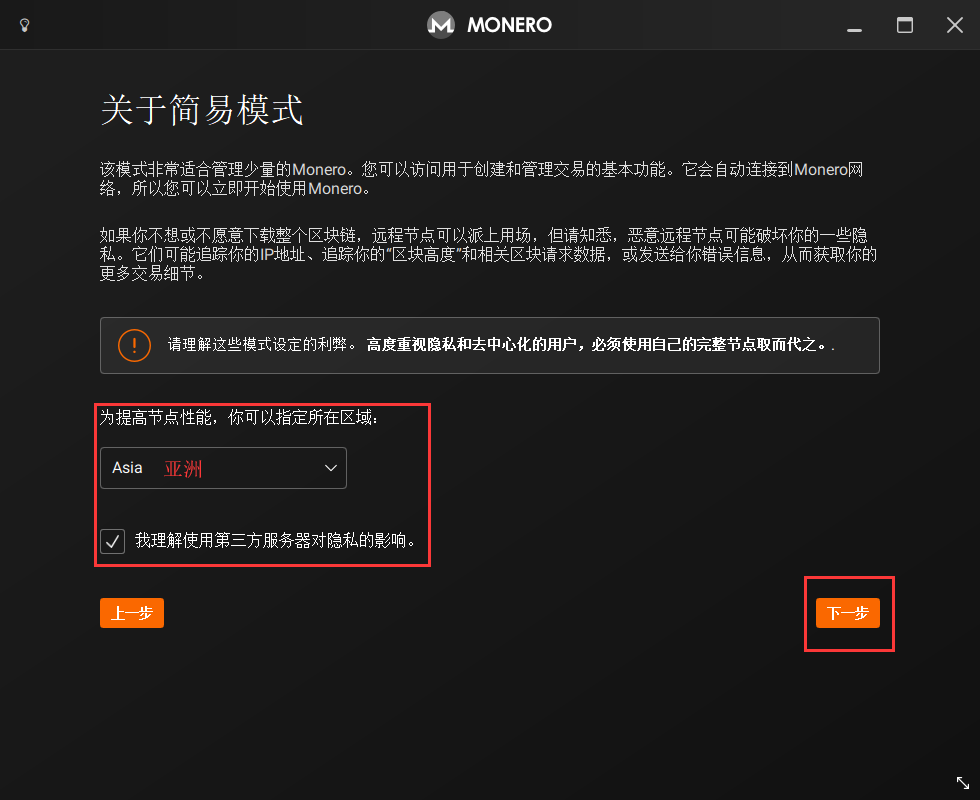 MONERO
关于简易模式
该模式非常适合管理少量的Monero。您可以访问用于创建和管理交易的基本功能。它会自动连接到Monero网
络，所以您可以立即开始使用Monero。
如果你不想或不愿意下载整个区块链，远程节点可以派上用场，但请知悉，恶意远程节点可能破坏你的一些隐
私。它们可能追踪你的IP地址、追踪你的“区块高度”和相关区块请求数据，或发送给你错误信息，从而获取你的
更多交易细节。
请理解这些模式设定的利弊。 高度重视隐私和去中心化的用户，必须使用自己的完整节点取而代之。.
为提高节点性能，你可以指定所在区域：
Asia 亚洲
我理解使用第三方服务器对隐私的影响。
上一步 下一步